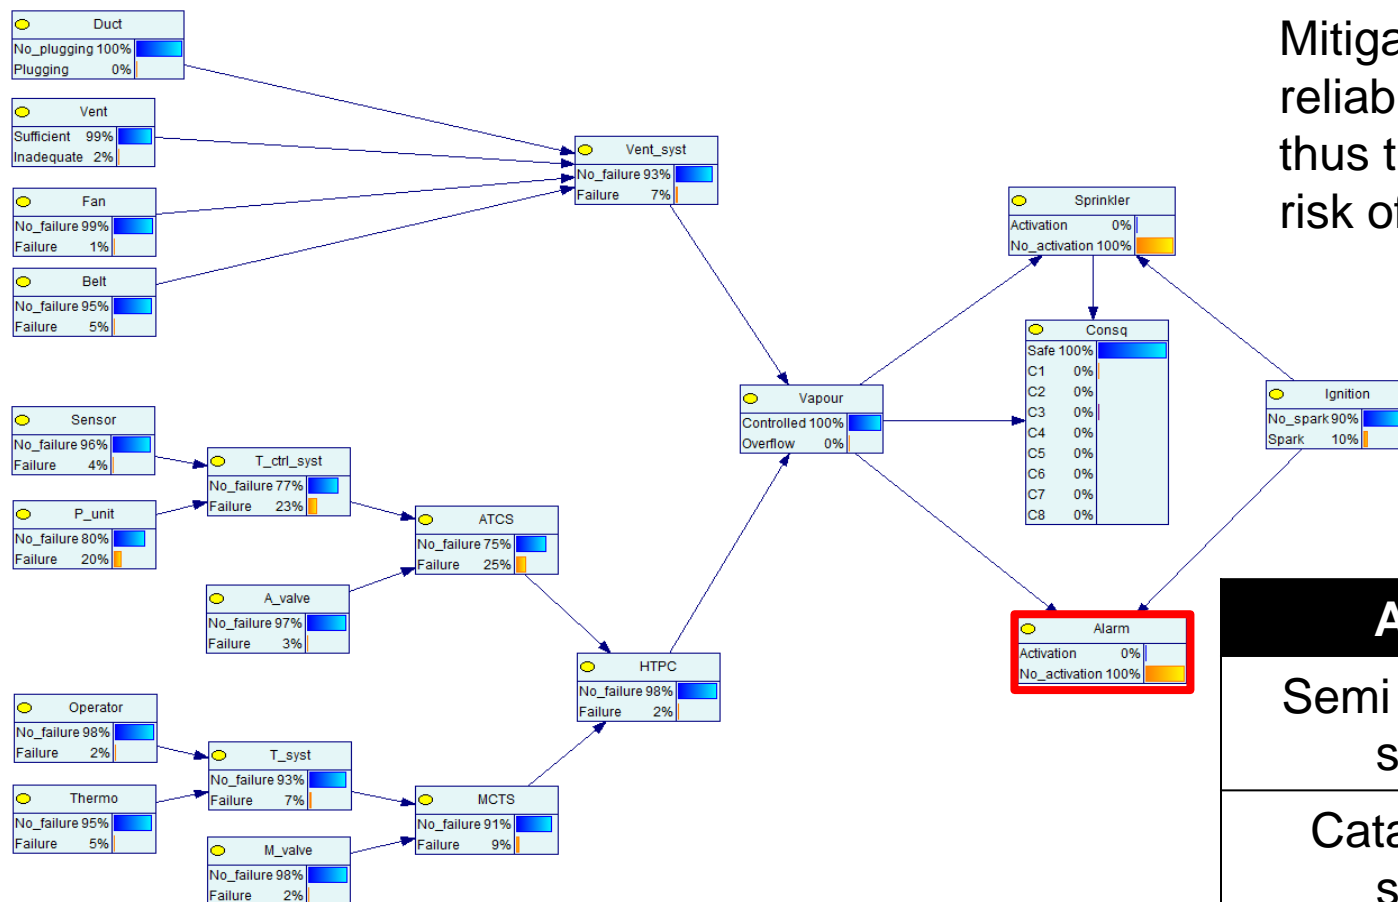 Duct
No_plugging 100%
Plugging 0%
Vent
Sufficient 99%
Inadequate 2%
Fan
No_failure 99%
Failure 1%
Belt
No_failure 95%
Failure 5%
Vent_syst
No_failure 93%
Failure 7%
Sensor
No_failure 96%
Failure 4%
P_unit
No_failure 80%
Failure 20%
T_ctrl_syst
No_failure 77%
Failure 23%
A_valve
No_failure 97%
Failure 3%
ATCS
No_failure 75%
Failure 25%
Operator
No_failure 98%
Failure 2%
Thermo
No_failure 95%
Failure 5%
T_syst
No_failure 93%
Failure 7%
M_valve
No_failure 98%
Failure 2%
MCTS
No_failure 91%
Failure 9%
HTPC
No_failure 98%
Failure 2%
Vapour
Controlled 100%
Overflow 0%
Sprinkler
Activation 0%
No_activation 100%
Consq
Safe 100%
C1 0%
C2 0%
C3 0%
C4 0%
C5 0%
C6 0%
C7 0%
C8 0%
Ignition
No_spark 90%
Spark 10%
Alarm
Activation 0%
No_activation 100%
Mitiga
reliab
thus t
risk of
A
Semi
s
Cata
s